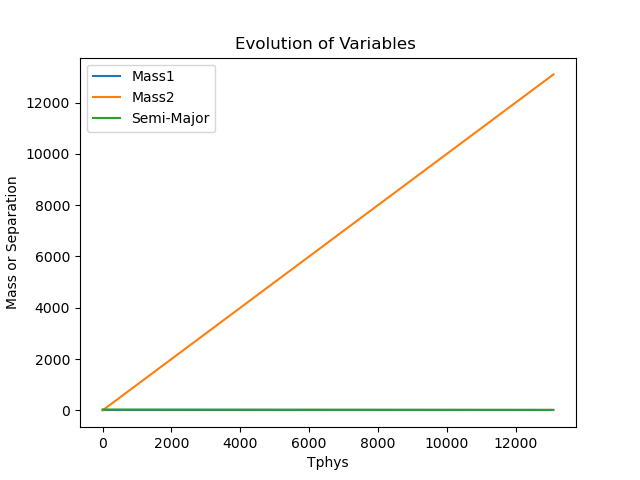 Evolution of Variables
Mass1
Mass2
Semi-Major
12000
10000
8000
6000
4000
2000
0
Mass or Separation
0 2000 4000 6000 8000 10000 12000
Tphys